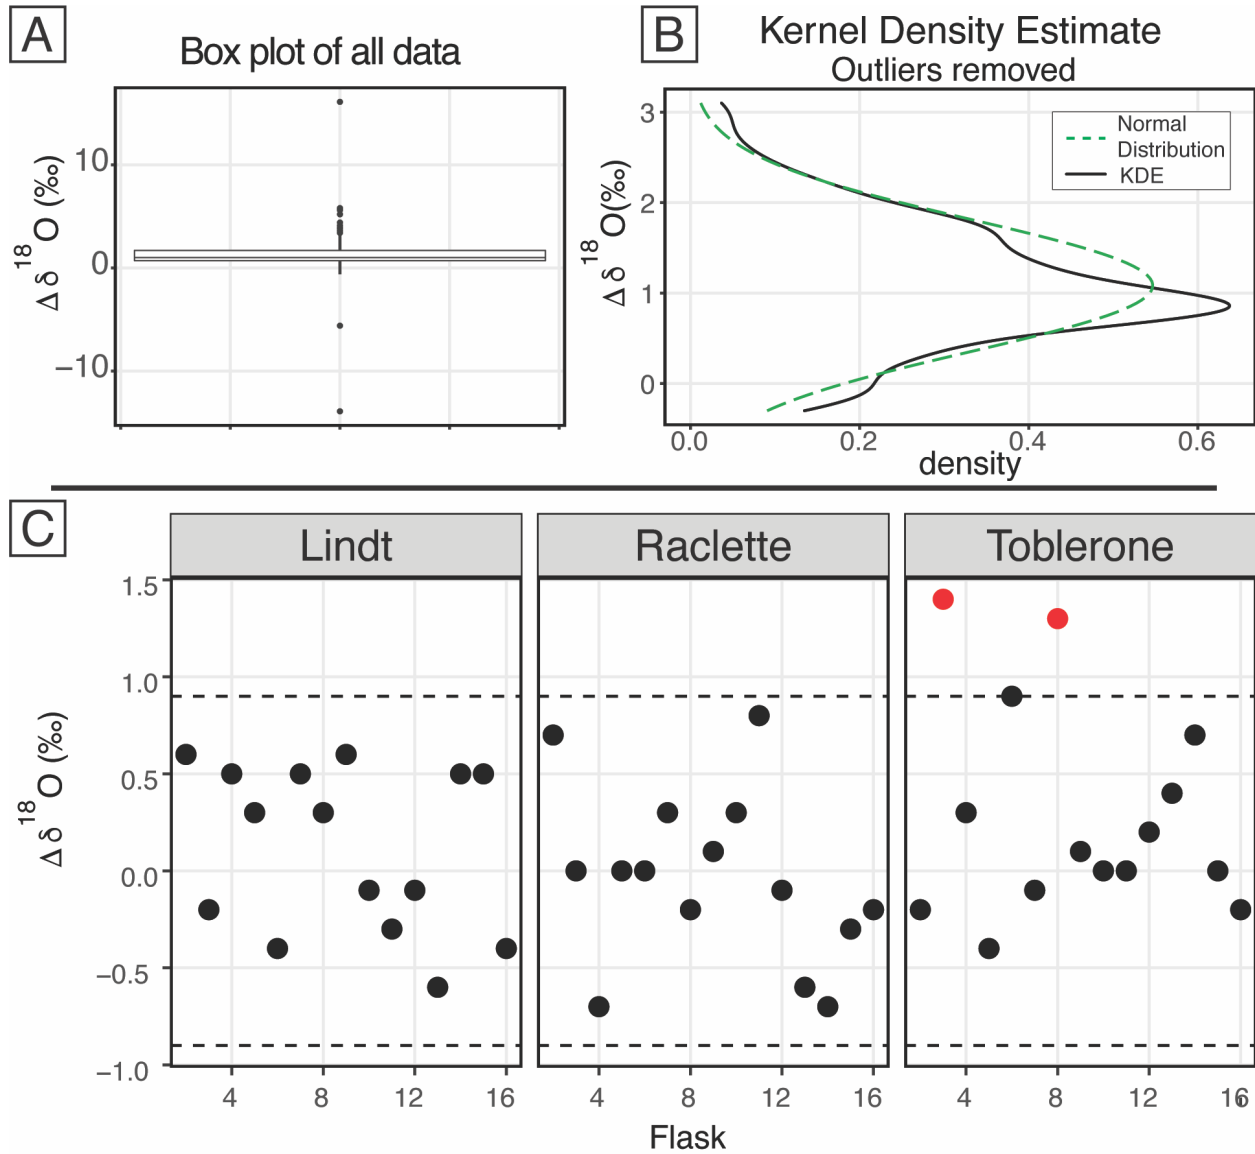 A
Box plot of all data
Δ δ 18 O (‰)
10
0
−10
B
Kernel Density Estimate
Outliers removed
Δ δ 18 O(‰)
3
2
1
0
Normal
Distribution
KDE
0.0 0.2 0.4 0.6
density
C
Lindt Raclette Toblerone
Δ δ 18 O (‰)
1.5
1.0
0.5
0.0
−0.5
−1.0
4 8 12 16 4 8 12 16 4 8 12 16
Flask